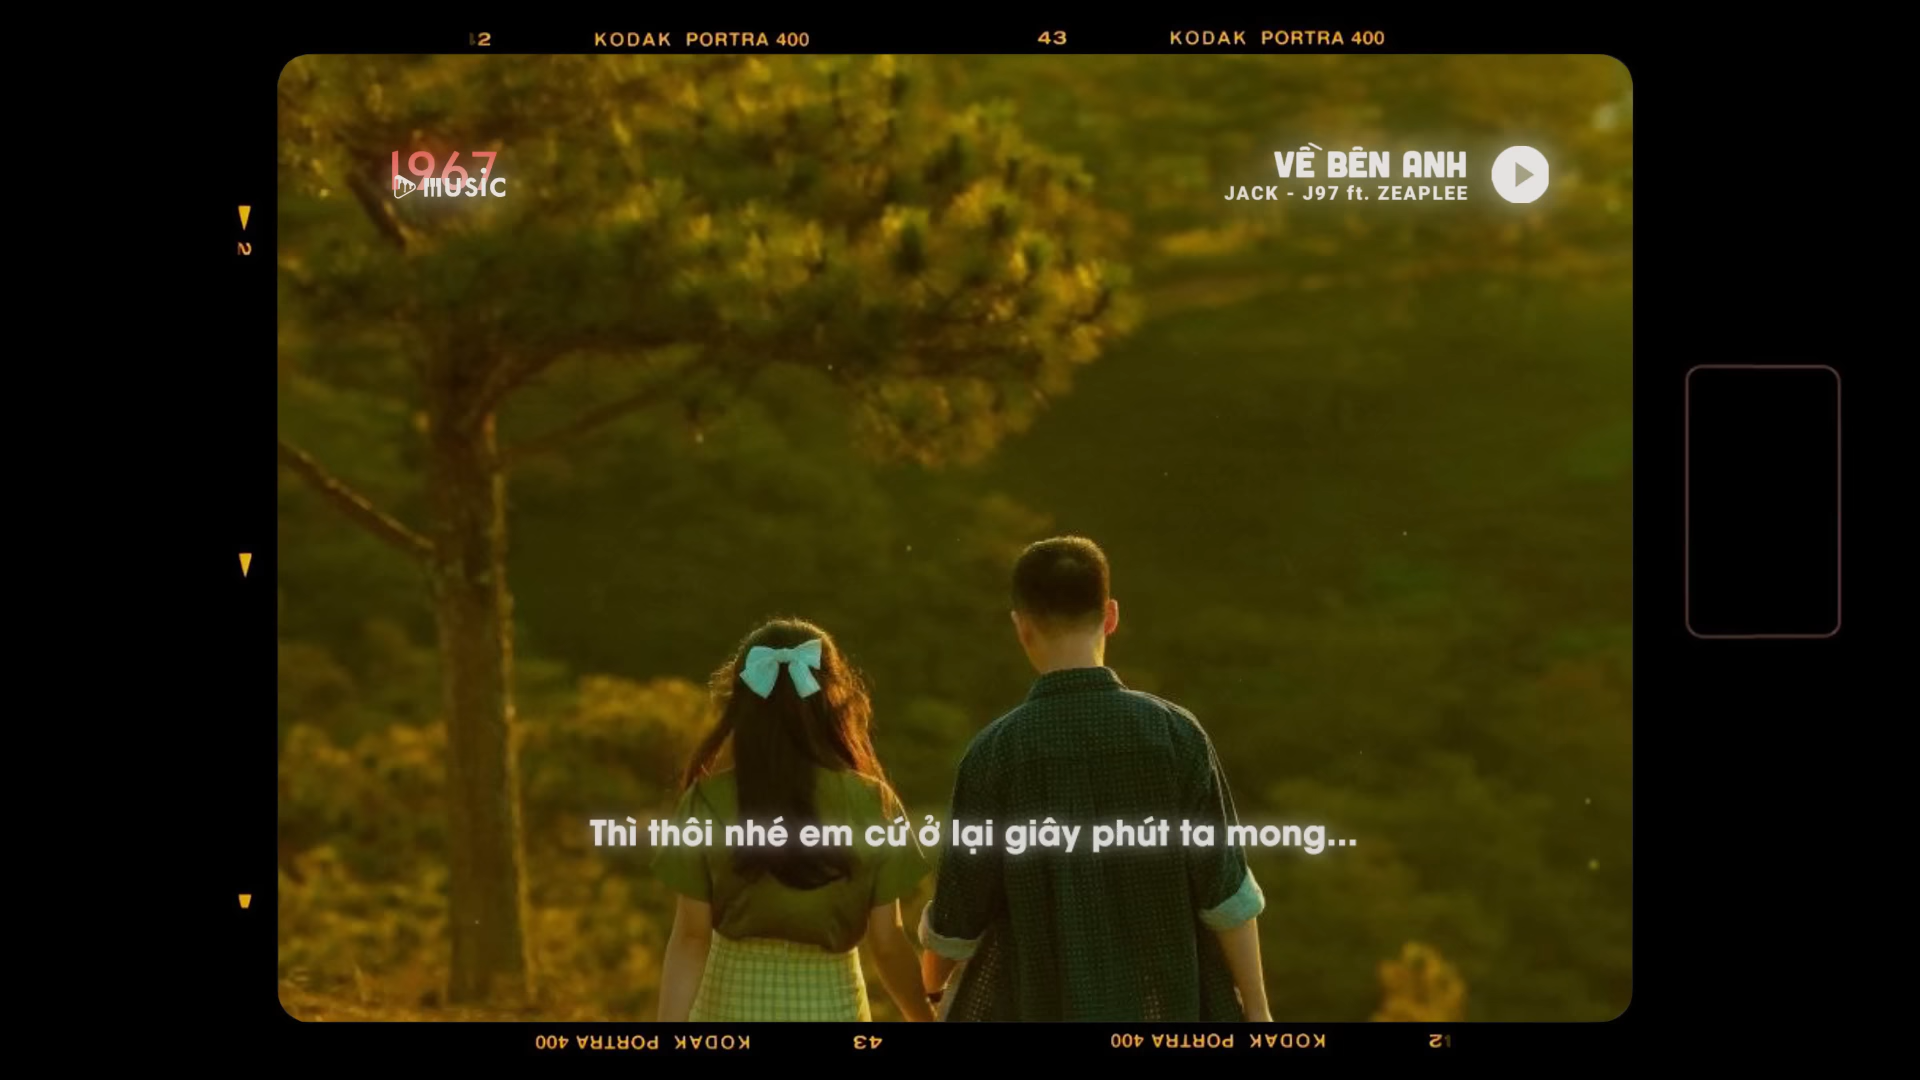 12 KODAK PORTRA 400 43 KODAK PORTRA 400
1967
music
VỀ BÊN ANH
JACK - J97 ft. ZEAPLEE
2
Thì thôi nhé em cứ ở lại giây phút ta mong...
KODAK PORTRA 400 43 KODAK PORTRA 400 12